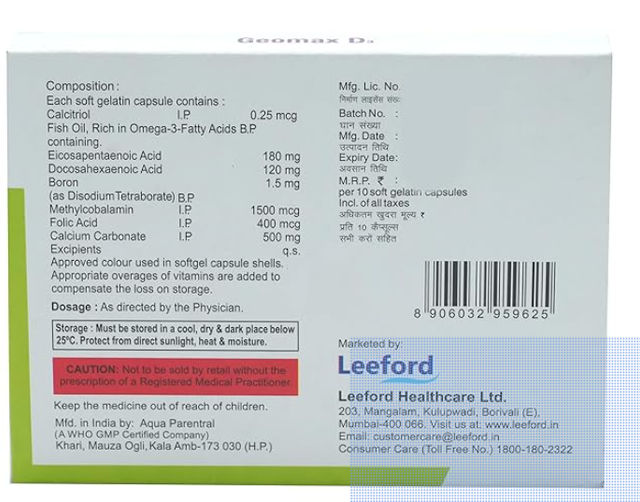 Geomax D₃
Composition :
Each soft gelatin capsule contains :
Calcitriol I.P 0.25 mcg
Fish Oil, Rich in Omega-3-Fatty Acids B.P
containing.
Eicosapentaenoic Acid 180 mg
Docosahexaenoic Acid 120 mg
Boron 1.5 mg
(as DisodiumTetraborate) B.P
Methylcobalamin I.P 1500 mcg
Folic Acid I.P 400 mcg
Calcium Carbonate I.P 500 mg
Excipients q.s.
Approved colour used in softgel capsule shells.
Appropriate overages of vitamins are added to
compensate the loss on storage.
Dosage : As directed by the Physician.
Storage : Must be stored in a cool, dry & dark place below
25°C. Protect from direct sunlight, heat & moisture.
CAUTION: Not to be sold by retail without the
prescription of a Registered Medical Practitioner
Keep the medicine out of reach of children.
Mfd. in India by: Aqua Parentral
(A WHO GMP Certified Company)
Khari, Mauza Ogli, Kala Amb-173 030 (H.P.)
Mfg. Lic. No.
निर्माण लाइसेंस संख्
Batch No. :
घान संख्या
Mfg. Date :
उत्पादन तिथि
Expiry Date:
अवसान तिथि
M.R.P. ₹ :
per 10 soft gelatin capsules
Incl. of all taxes
अधिकतम खुदरा मूल्य ₹
प्रति 10 कैप्सूल्स
सभी करों सहित
8 906032 959625
Marketed by:
Leeford
Leeford Healthcare Ltd.
203, Mangalam, Kulupwadi, Borivali (E),
Mumbai-400 066. Visit us at: www.leeford.in
Email: customercare@leeford.in
Consumer Care (Toll Free No.) 1800-180-2322